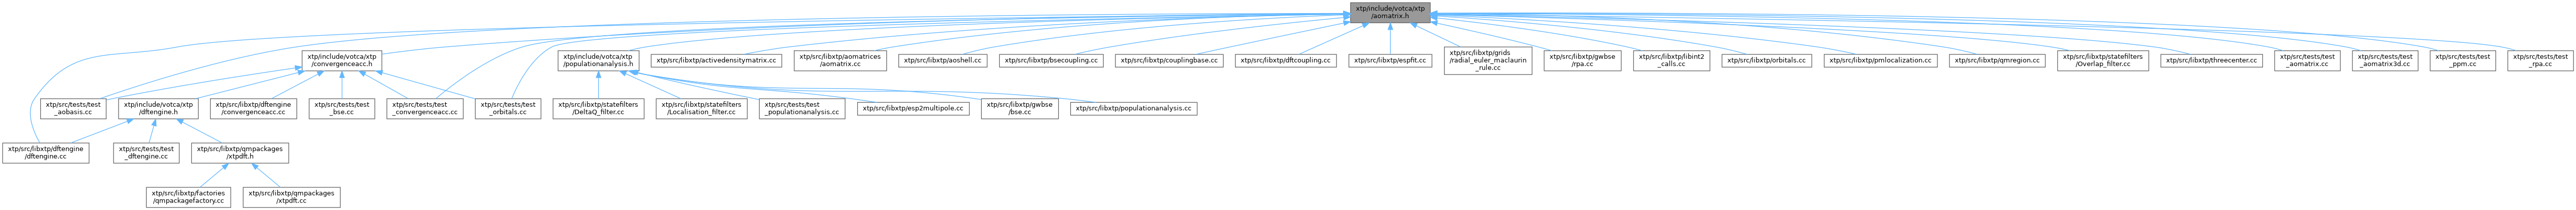 xtp/include/votca/xtp
/aomatrix.h
xtp/include/votca/xtp
/convergenceacc.h
xtp/include/votca/xtp
/populationanalysis.h
xtp/src/libxtp/activedensitymatrix.cc
xtp/src/libxtp/aomatrices
/aomatrix.cc
xtp/src/libxtp/aoshell.cc
xtp/src/libxtp/bsecoupling.cc
xtp/src/libxtp/couplingbase.cc
xtp/src/libxtp/dftcoupling.cc
xtp/src/libxtp/espfit.cc
xtp/src/libxtp/grids
/radial_euler_maclaurin
_rule.cc
xtp/src/libxtp/gwbse
/rpa.cc
xtp/src/libxtp/libint2
_calls.cc
xtp/src/libxtp/orbitals.cc
xtp/src/libxtp/pmlocalization.cc
xtp/src/libxtp/qmregion.cc
xtp/src/libxtp/statefilters
/Overlap_filter.cc
xtp/src/libxtp/threecenter.cc
xtp/src/tests/test
_aomatrix.cc
xtp/src/tests/test
_aomatrix3d.cc
xtp/src/tests/test
_ppm.cc
xtp/src/tests/test
_rpa.cc
xtp/src/tests/test
_aobasis.cc
xtp/include/votca/xtp
/dftengine.h
xtp/src/libxtp/dftengine
/convergenceacc.cc
xtp/src/tests/test
_bse.cc
xtp/src/tests/test
_convergenceacc.cc
xtp/src/tests/test
_orbitals.cc
xtp/src/libxtp/statefilters
/DeltaQ_filter.cc
xtp/src/libxtp/statefilters
/Localisation_filter.cc
xtp/src/tests/test
_populationanalysis.cc
xtp/src/libxtp/esp2multipole.cc
xtp/src/libxtp/gwbse
/bse.cc
xtp/src/libxtp/populationanalysis.cc
xtp/src/libxtp/dftengine
/dftengine.cc
xtp/src/tests/test
_dftengine.cc
xtp/src/libxtp/qmpackages
/xtpdft.h
xtp/src/libxtp/factories
/qmpackagefactory.cc
xtp/src/libxtp/qmpackages
/xtpdft.cc